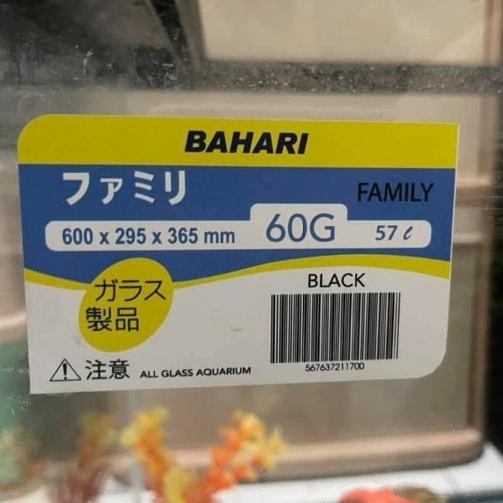 BAHARI
ファミリ FAMILY
600 x 295 x 365 mm 60G 57 ℓ
ガラス
製品
BLACK
567637211700
⚠ 注意 ALL GLASS AQUARIUM